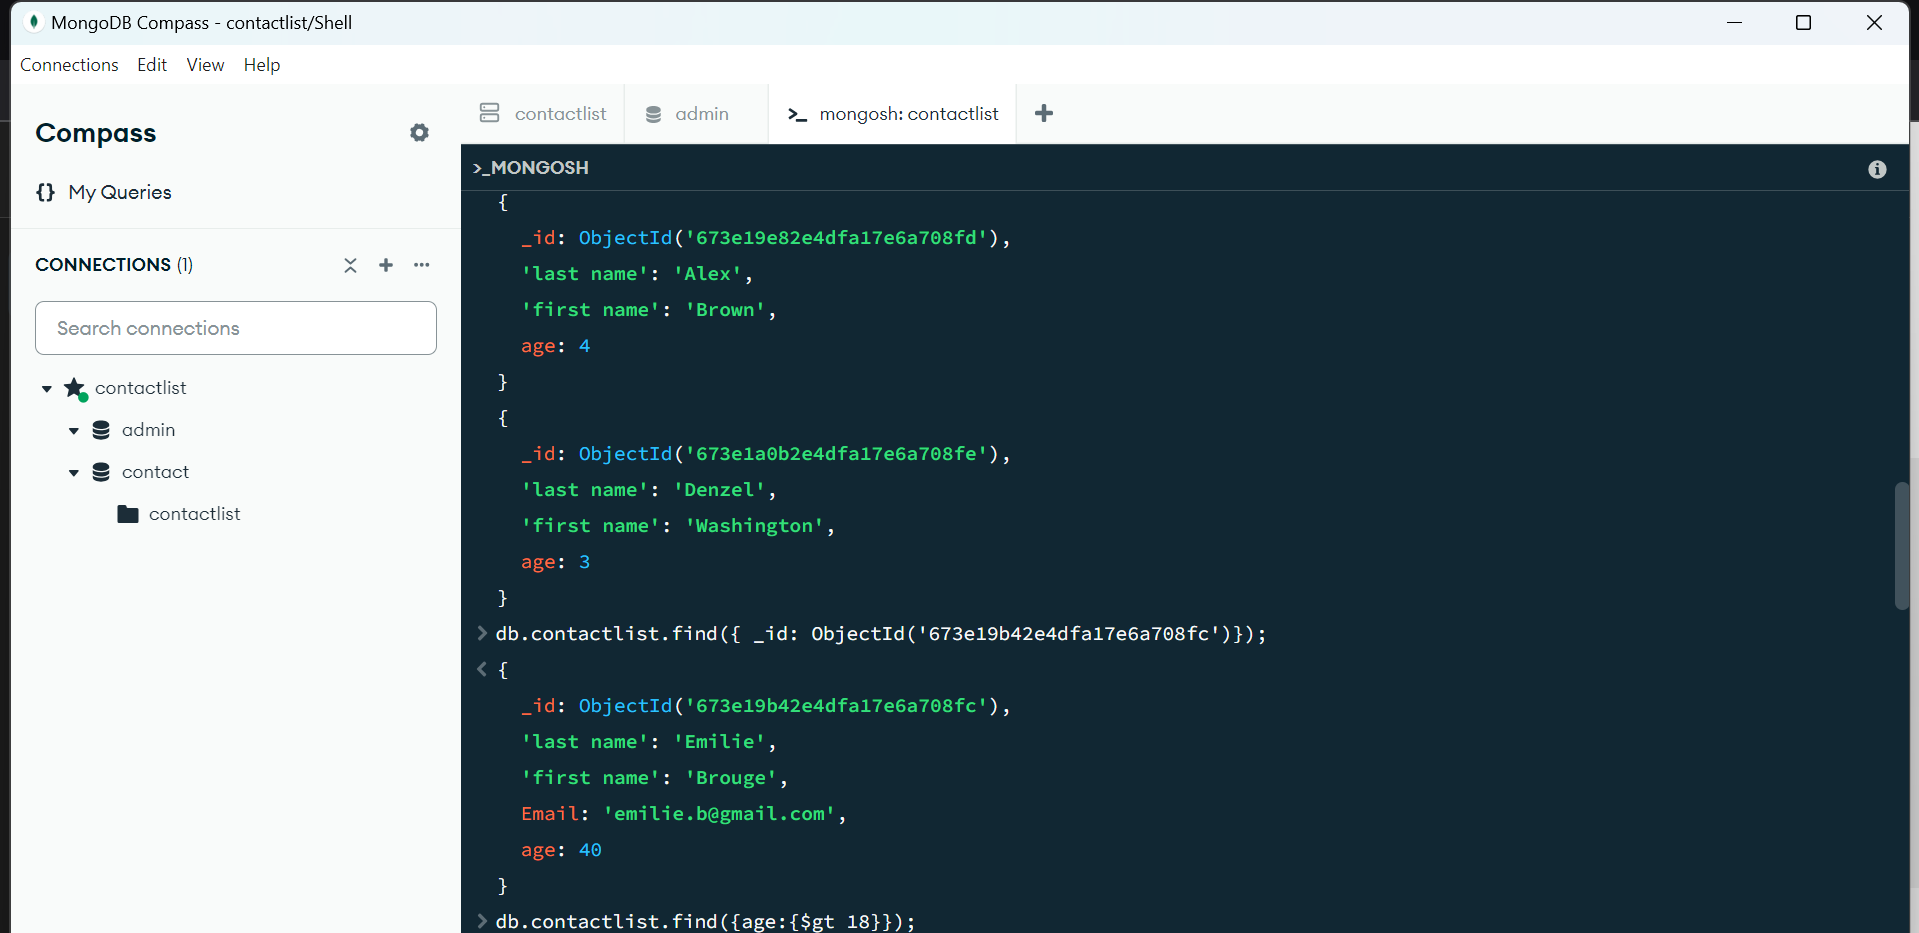 MongoDB Compass - contactlist/Shell
Connections Edit View Help
Compass
{} My Queries
CONNECTIONS (1)
Search connections
contactlist
admin
contact
contactlist
contactlist admin >_ mongosh: contactlist +
>_MONGOSH
{
_id: ObjectId('673e19e82e4dfa17e6a708fd'),
'last name': 'Alex',
'first name': 'Brown',
age: 4
}
{
_id: ObjectId('673e1a0b2e4dfa17e6a708fe'),
'last name': 'Denzel',
'first name': 'Washington',
age: 3
}
> db.contactlist.find({ _id: ObjectId('673e19b42e4dfa17e6a708fc')});
< {
_id: ObjectId('673e19b42e4dfa17e6a708fc'),
'last name': 'Emilie',
'first name': 'Brouge',
Email: 'emilie.b@gmail.com',
age: 40
}
> db.contactlist.find({age:{$gt 18}});